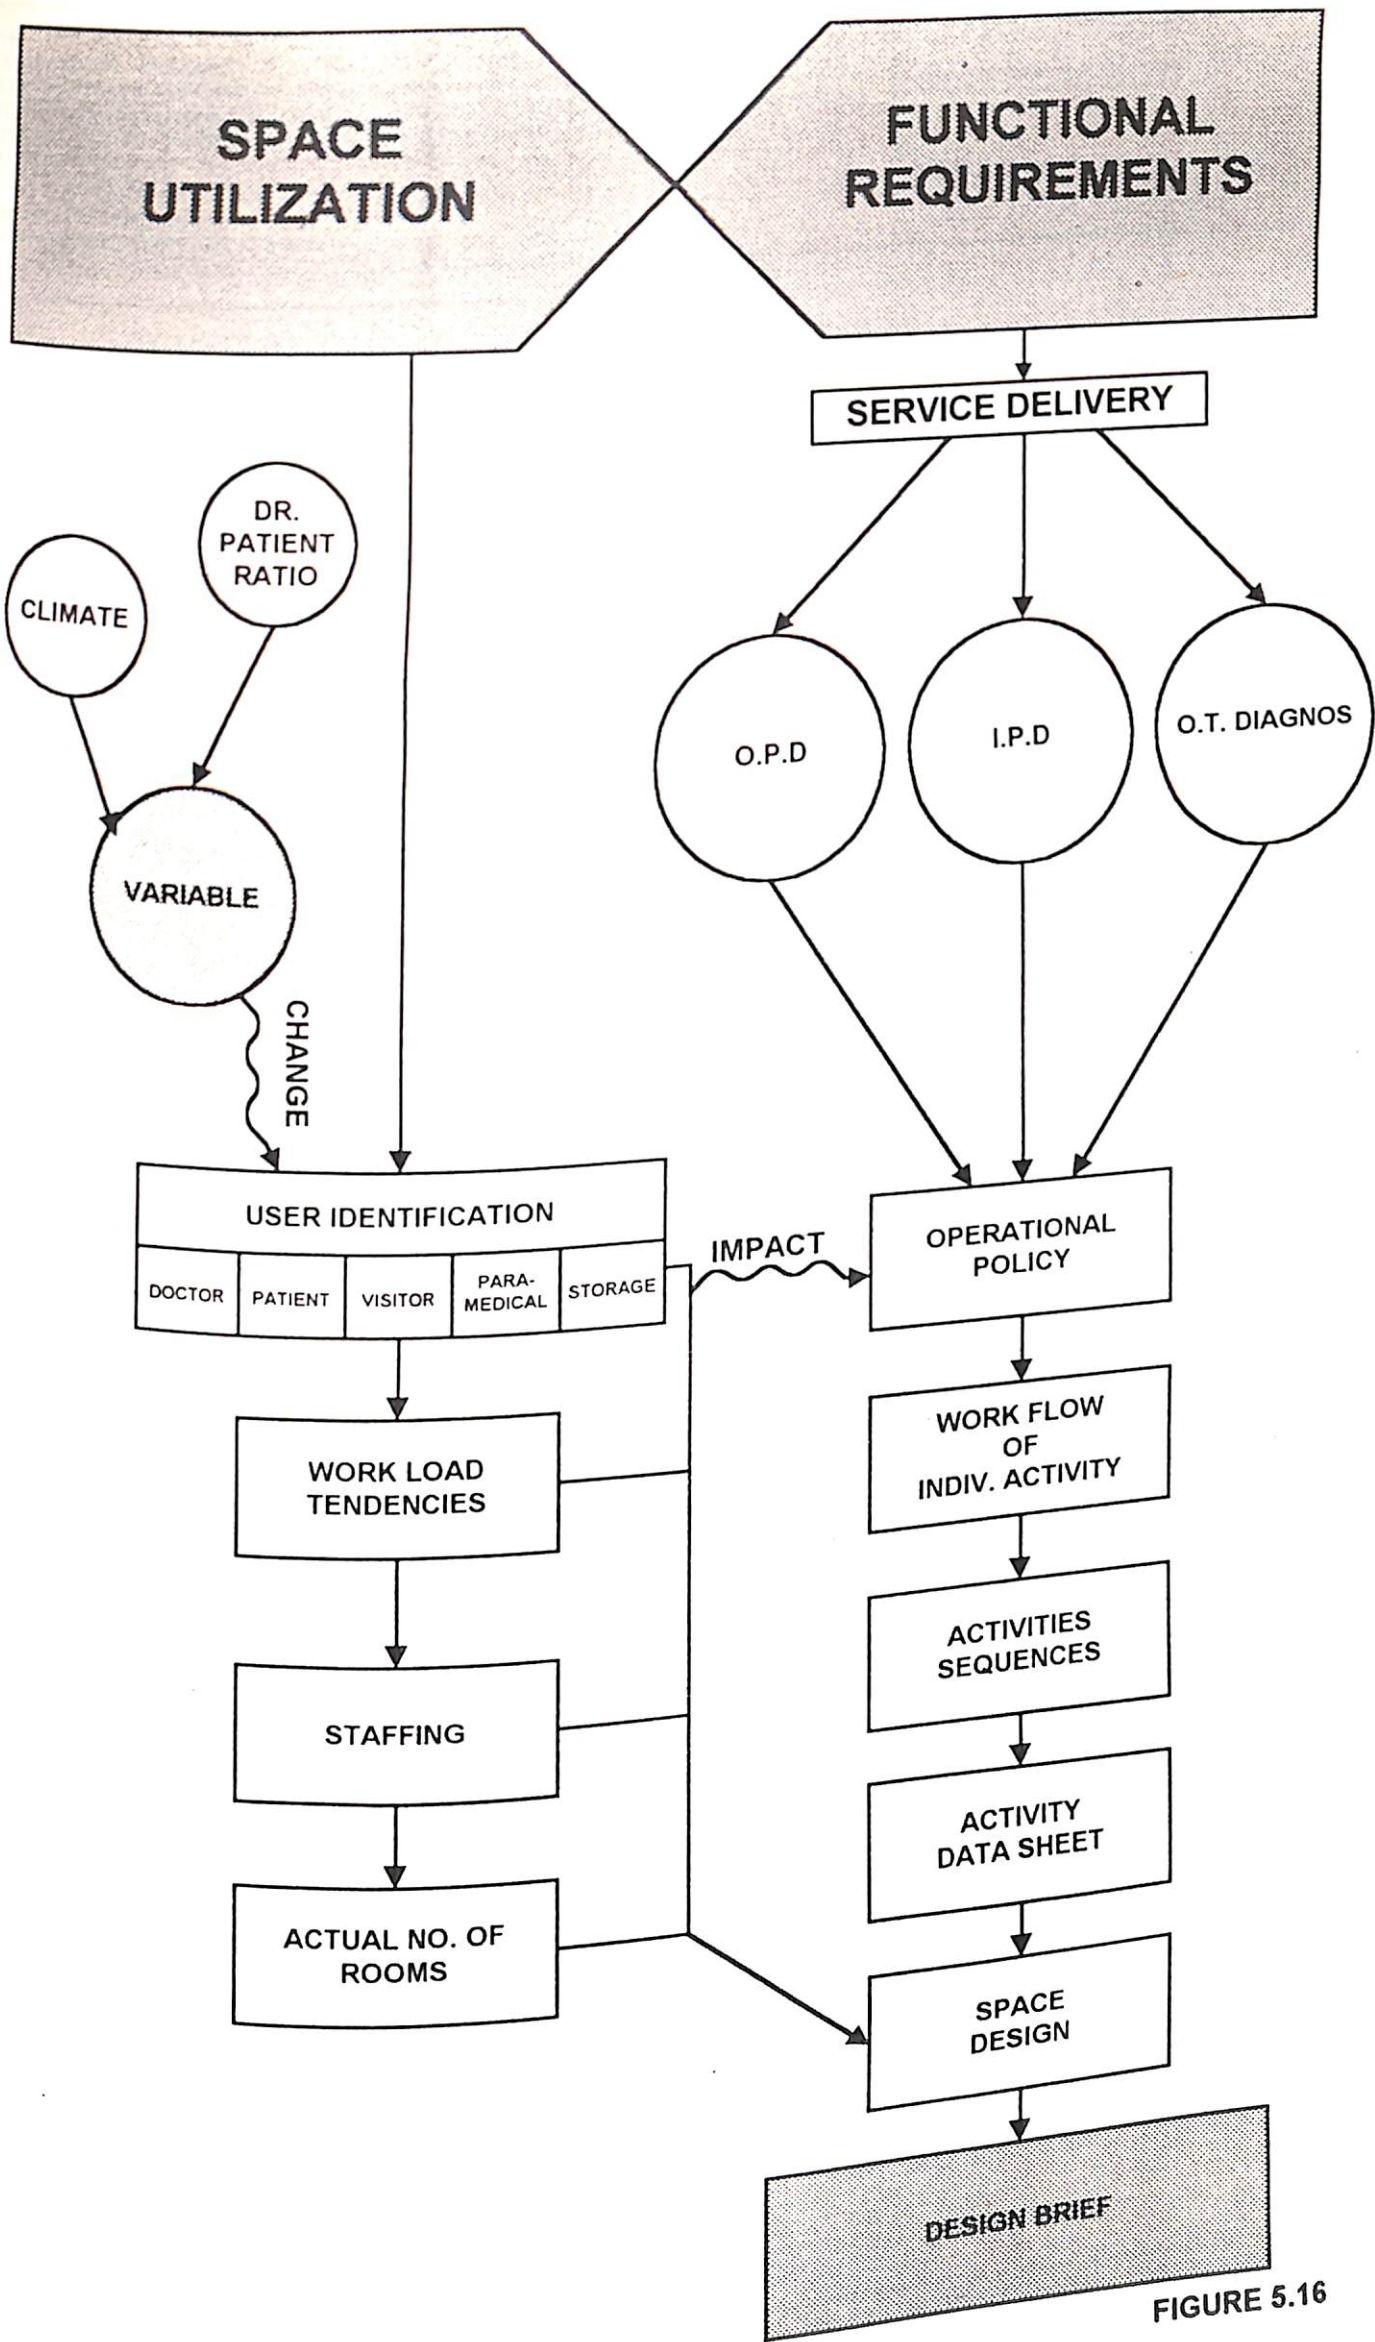 SPACE
UTILIZATION
FUNCTIONAL
REQUIREMENTS
SERVICE DELIVERY
DR.
PATIENT
RATIO
CLIMATE
VARIABLE
CHANGE
O.P.D
I.P.D
O.T. DIAGNOS
USER IDENTIFICATION
DOCTOR
PATIENT
VISITOR
PARA-
MEDICAL
STORAGE
IMPACT
OPERATIONAL
POLICY
WORK LOAD
TENDENCIES
WORK FLOW
OF
INDIV. ACTIVITY
STAFFING
ACTIVITIES
SEQUENCES
ACTIVITY
DATA SHEET
ACTUAL NO. OF
ROOMS
SPACE
DESIGN
DESIGN BRIEF
FIGURE 5.16